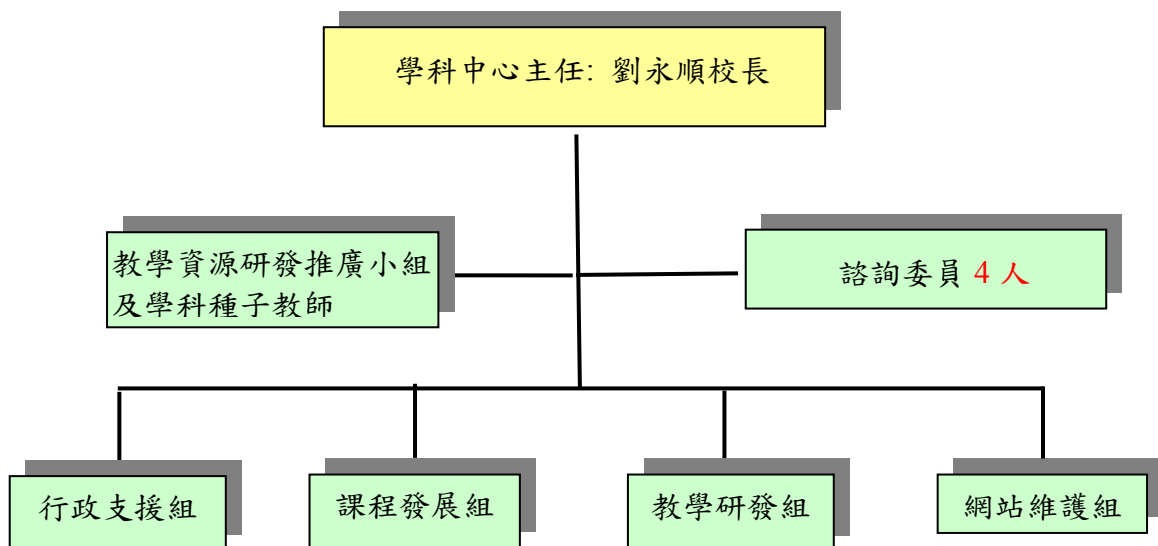 學科中心主任: 劉永順校長
教學資源研發推廣小組
及學科種子教師
諮詢委員 4 人
行政支援組
課程發展組
教學研發組
網站維護組